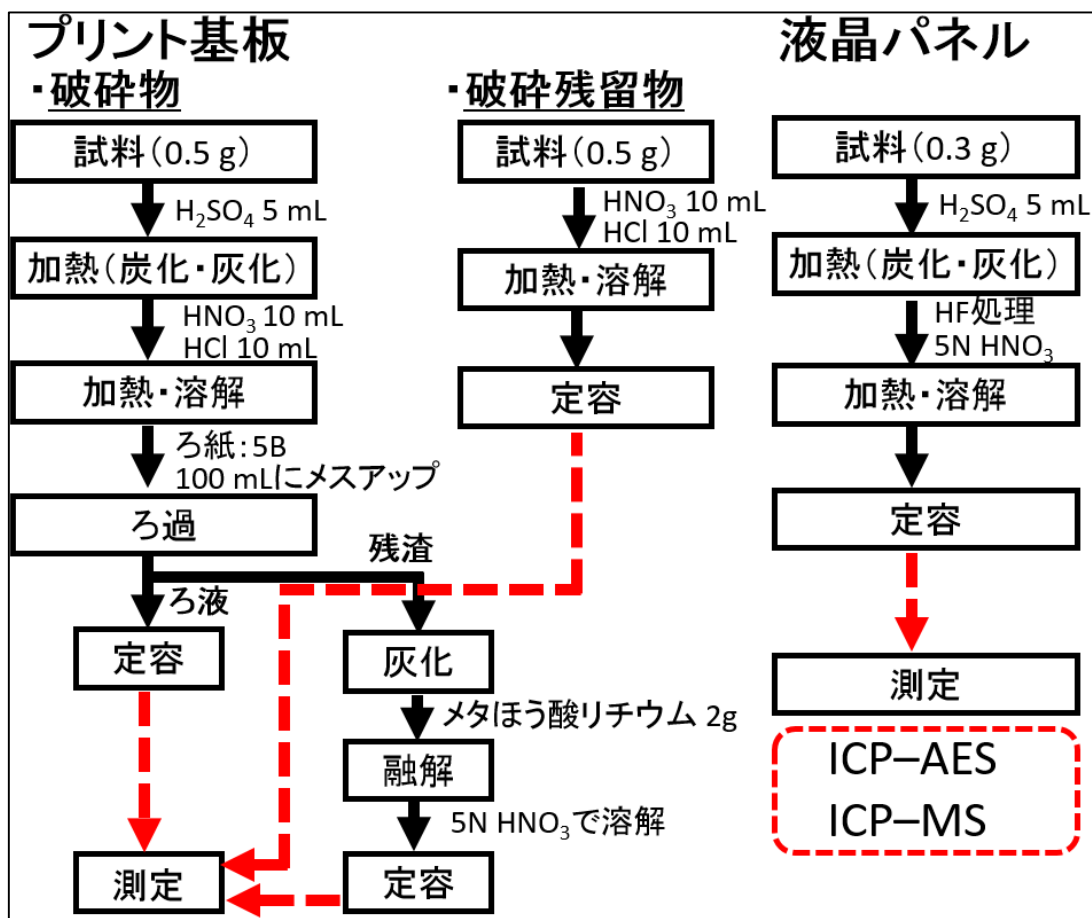 プリント基板
・破砕物
試料(0.5 g)
H₂SO₄ 5 mL
加熱(炭化・灰化)
HNO₃ 10 mL
HCl 10 mL
加熱・溶解
ろ紙:5B
100 mLにメスアップ
ろ過
ろ液
残渣
定容
灰化
メタほう酸リチウム 2g
融解
5N HNO₃で溶解
定容
測定
・破砕残留物
試料(0.5 g)
HNO₃ 10 mL
HCl 10 mL
加熱・溶解
定容
液晶パネル
試料(0.3 g)
H₂SO₄ 5 mL
加熱(炭化・灰化)
HF処理
5N HNO₃
加熱・溶解
定容
測定
ICP–AES
ICP–MS